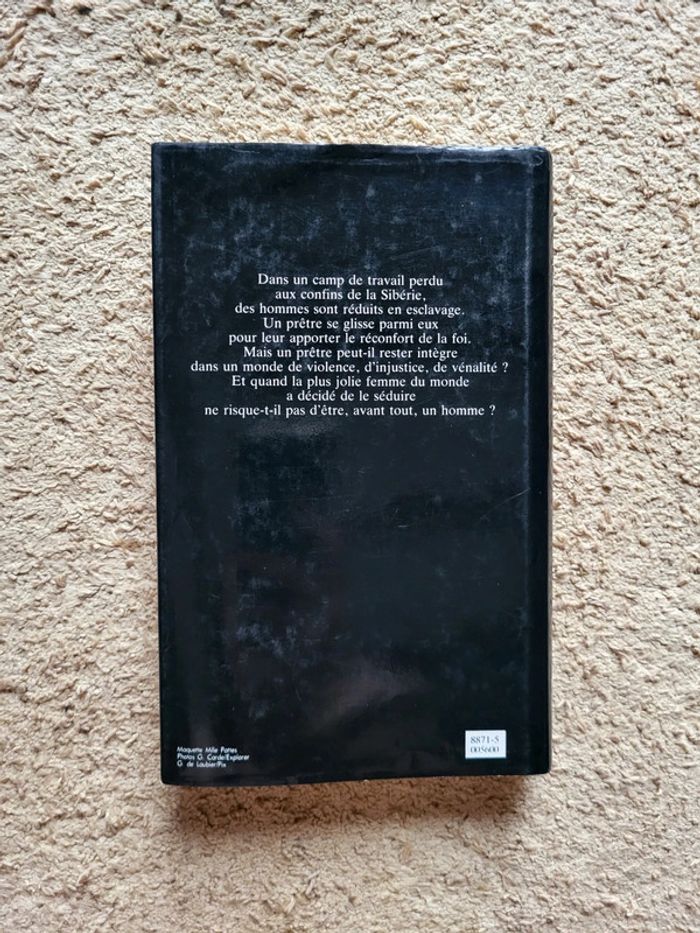 Dans un camp de travail perdu
aux confins de la Sibérie,
des hommes sont réduits en esclavage.
Un prêtre se glisse parmi eux
pour leur apporter le réconfort de la foi.
Mais un prêtre peut-il rester intègre
dans un monde de violence, d'injustice, de vénalité ?
Et quand la plus jolie femme du monde
a décidé de le séduire
ne risque-t-il pas d'être, avant tout, un homme ?
Maquette Mille Pattes
Photos G. Carde/Explorer
G. de Laubier/Pix
8871-5
005600